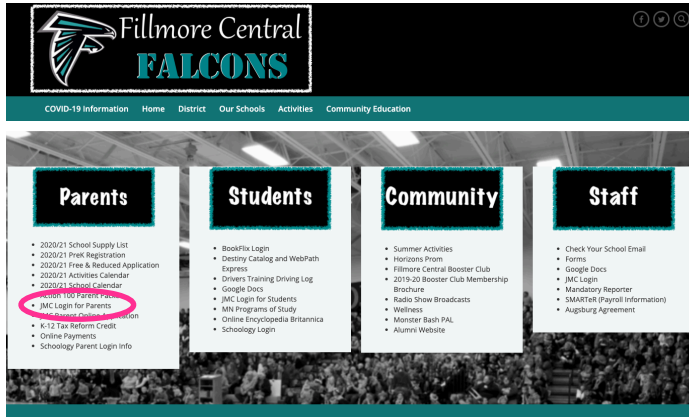 Fillmore Central
FALCONS
COVID-19 Information Home District Our Schools Activities Community Education
Parents
2020/21 School Supply List
2020/21 PreK Registration
2020/21 Free & Reduced Application
2020/21 Activities Calendar
2020/21 School Calendar
Action 100 Parent
JMC Login for Parents
JMC Parent Online
K-12 Tax Reform Credit
Online Payments
Schoology Parent Login Info
Students
BookFlix Login
Destiny Catalog and WebPath
Express
Drivers Training Driving Log
Google Docs
JMC Login for Students
MN Programs of Study
Online Encyclopedia Britannica
Schoology Login
Community
Summer Activities
Horizons Prom
Fillmore Central Booster Club
2019-20 Booster Club Membership
Brochure
Radio Show Broadcasts
Wellness
Monster Bash PAL
Alumni Website
Staff
Check Your School Email
Forms
Google Docs
JMC Login
Mandatory Reporter
SMARTeR (Payroll Information)
Augsburg Agreement